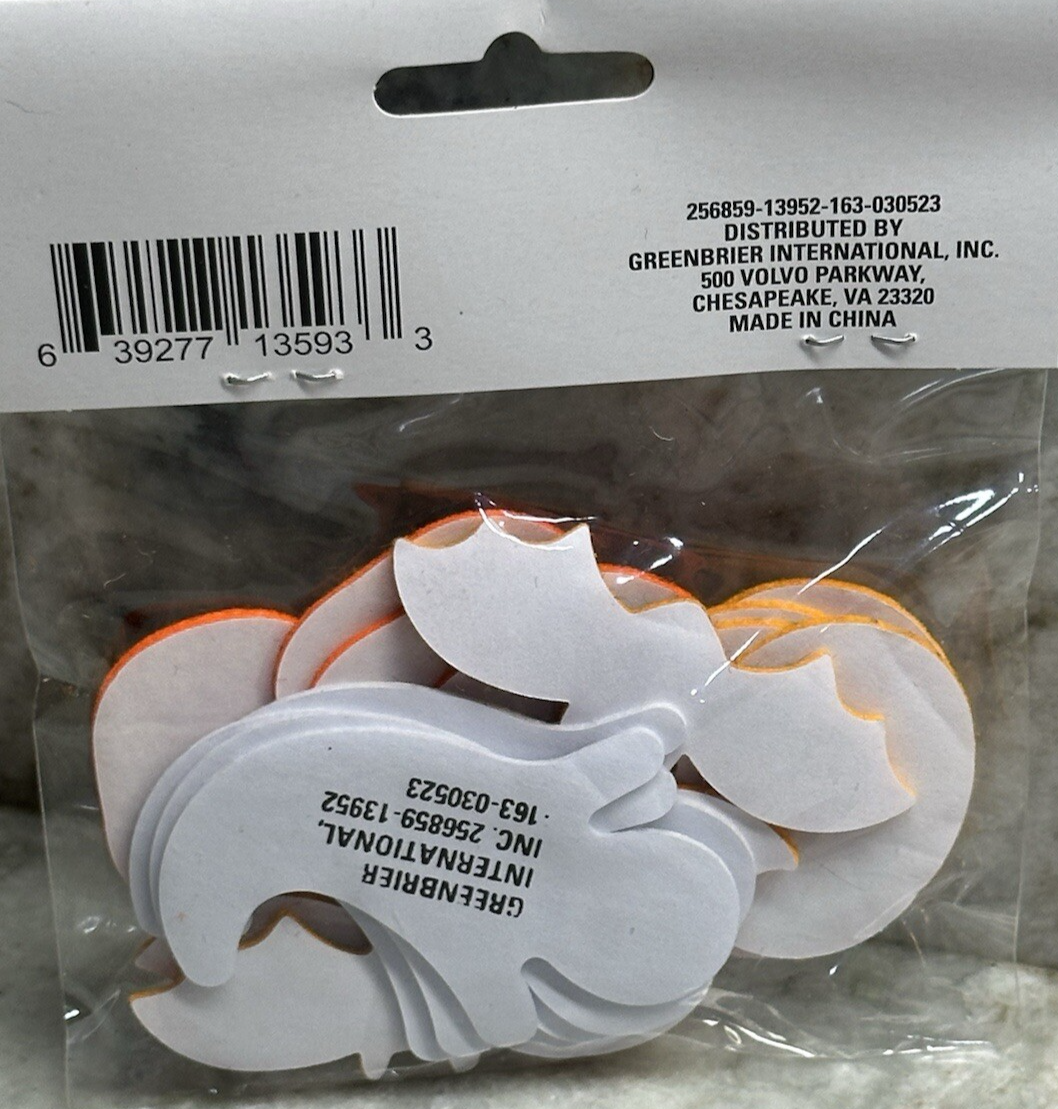 256859-13952-163-030523
DISTRIBUTED BY
GREENBRIER INTERNATIONAL, INC.
500 VOLVO PARKWAY,
CHESAPEAKE, VA 23320
MADE IN CHINA
6 39277 13593 3
GREENBRIER
INTERNATIONAL,
INC. 256859-13952
-163-030523